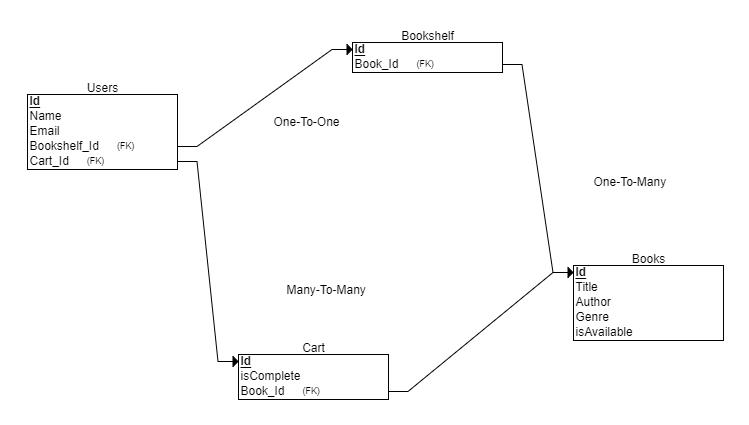 Bookshelf
Id
Book_Id (FK)
Users
Id
Name
Email
Bookshelf_Id (FK)
Cart_Id (FK)
One-To-One
One-To-Many
Books
Id
Title
Author
Genre
isAvailable
Many-To-Many
Cart
Id
isComplete
Book_Id (FK)